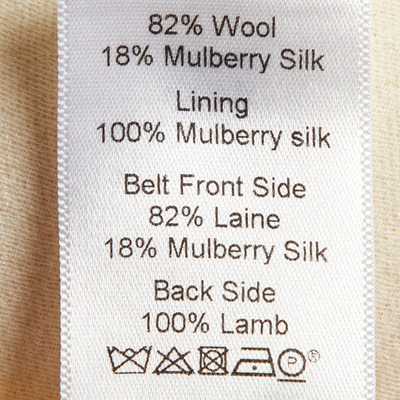 82% Wool
18% Mulberry Silk
Lining
100% Mulberry silk
Belt Front Side
82% Laine
18% Mulberry Silk
Back Side
100% Lamb
P®